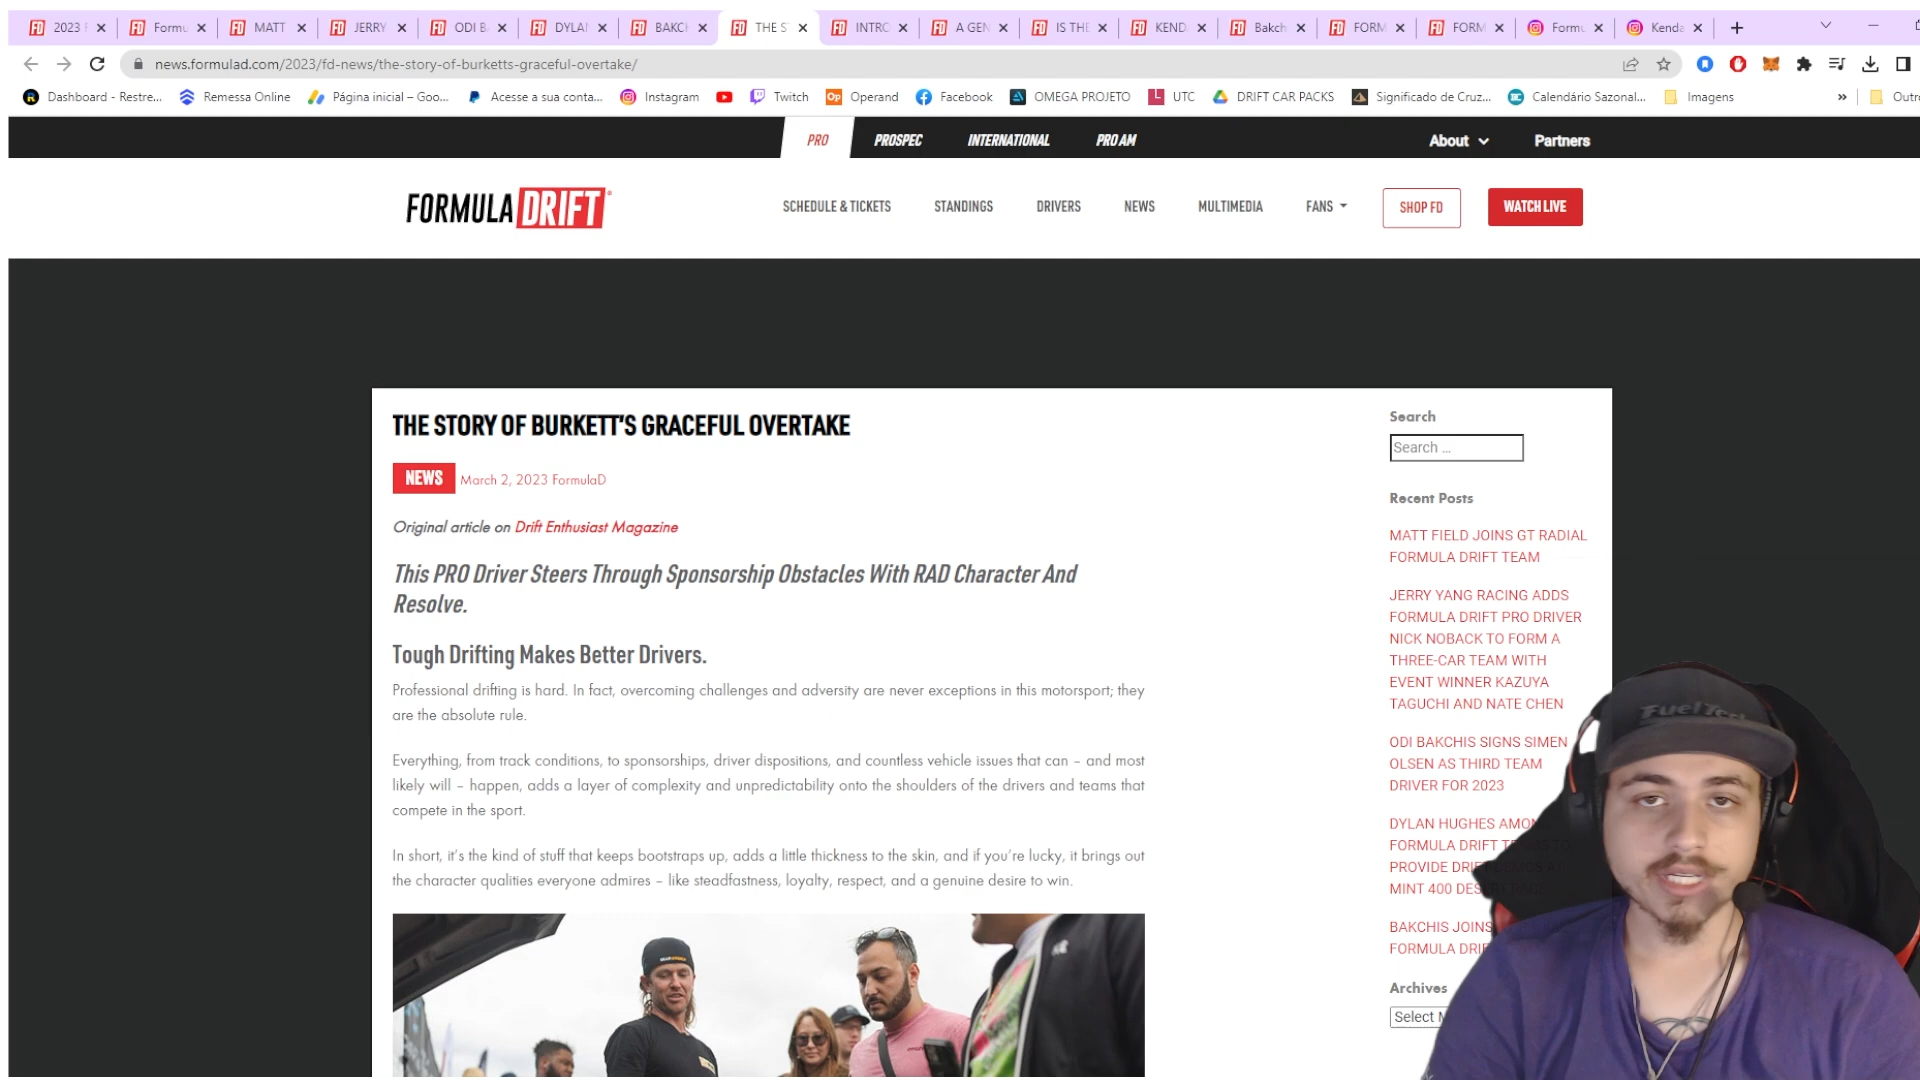 2023 F
Formu
MATT
JERRY
ODI B
DYLAN
BAKCH
THE S
INTRO
A GEN
IS THE
KEND
Bakch
FORM
FORM
Formu
Kenda
news.formulad.com/2023/fd-news/the-story-of-burketts-graceful-overtake/
Dashboard - Restre...
Remessa Online
Página inicial – Goo...
Acesse a sua conta...
Instagram
Twitch
Operand
Facebook
OMEGA PROJETO
UTC
DRIFT CAR PACKS
Significado de Cruz...
Calendário Sazonal...
Imagens
»
Outro
PRO
PROSPEC
INTERNATIONAL
PRO AM
About
Partners
FORMULA DRIFT
SCHEDULE & TICKETS
STANDINGS
DRIVERS
NEWS
MULTIMEDIA
FANS
SHOP FD
WATCH LIVE
THE STORY OF BURKETT'S GRACEFUL OVERTAKE
NEWS March 2, 2023 FormulaD
Original article on Drift Enthusiast Magazine
This PRO Driver Steers Through Sponsorship Obstacles With RAD Character And
Resolve.
Tough Drifting Makes Better Drivers.
Professional drifting is hard. In fact, overcoming challenges and adversity are never exceptions in this motorsport; they
are the absolute rule.
Everything, from track conditions, to sponsorships, driver dispositions, and countless vehicle issues that can – and most
likely will – happen, adds a layer of complexity and unpredictability onto the shoulders of the drivers and teams that
compete in the sport.
In short, it's the kind of stuff that keeps bootstraps up, adds a little thickness to the skin, and if you're lucky, it brings out
the character qualities everyone admires – like steadfastness, loyalty, respect, and a genuine desire to win.
Search
Search ...
Recent Posts
MATT FIELD JOINS GT RADIAL
FORMULA DRIFT TEAM
JERRY YANG RACING ADDS
FORMULA DRIFT PRO DRIVER
NICK NOBACK TO FORM A
THREE-CAR TEAM WITH
EVENT WINNER KAZUYA
TAGUCHI AND NATE CHEN
ODI BAKCHIS SIGNS SIMEN
OLSEN AS THIRD TEAM
DRIVER FOR 2023
DYLAN HUGHES AMON
FORMULA DRIFT TEAMS TO
PROVIDE DRIFT
MINT 400 DES
BAKCHIS JOINS
FORMULA DRIF
Archives
Select M
FuelTech